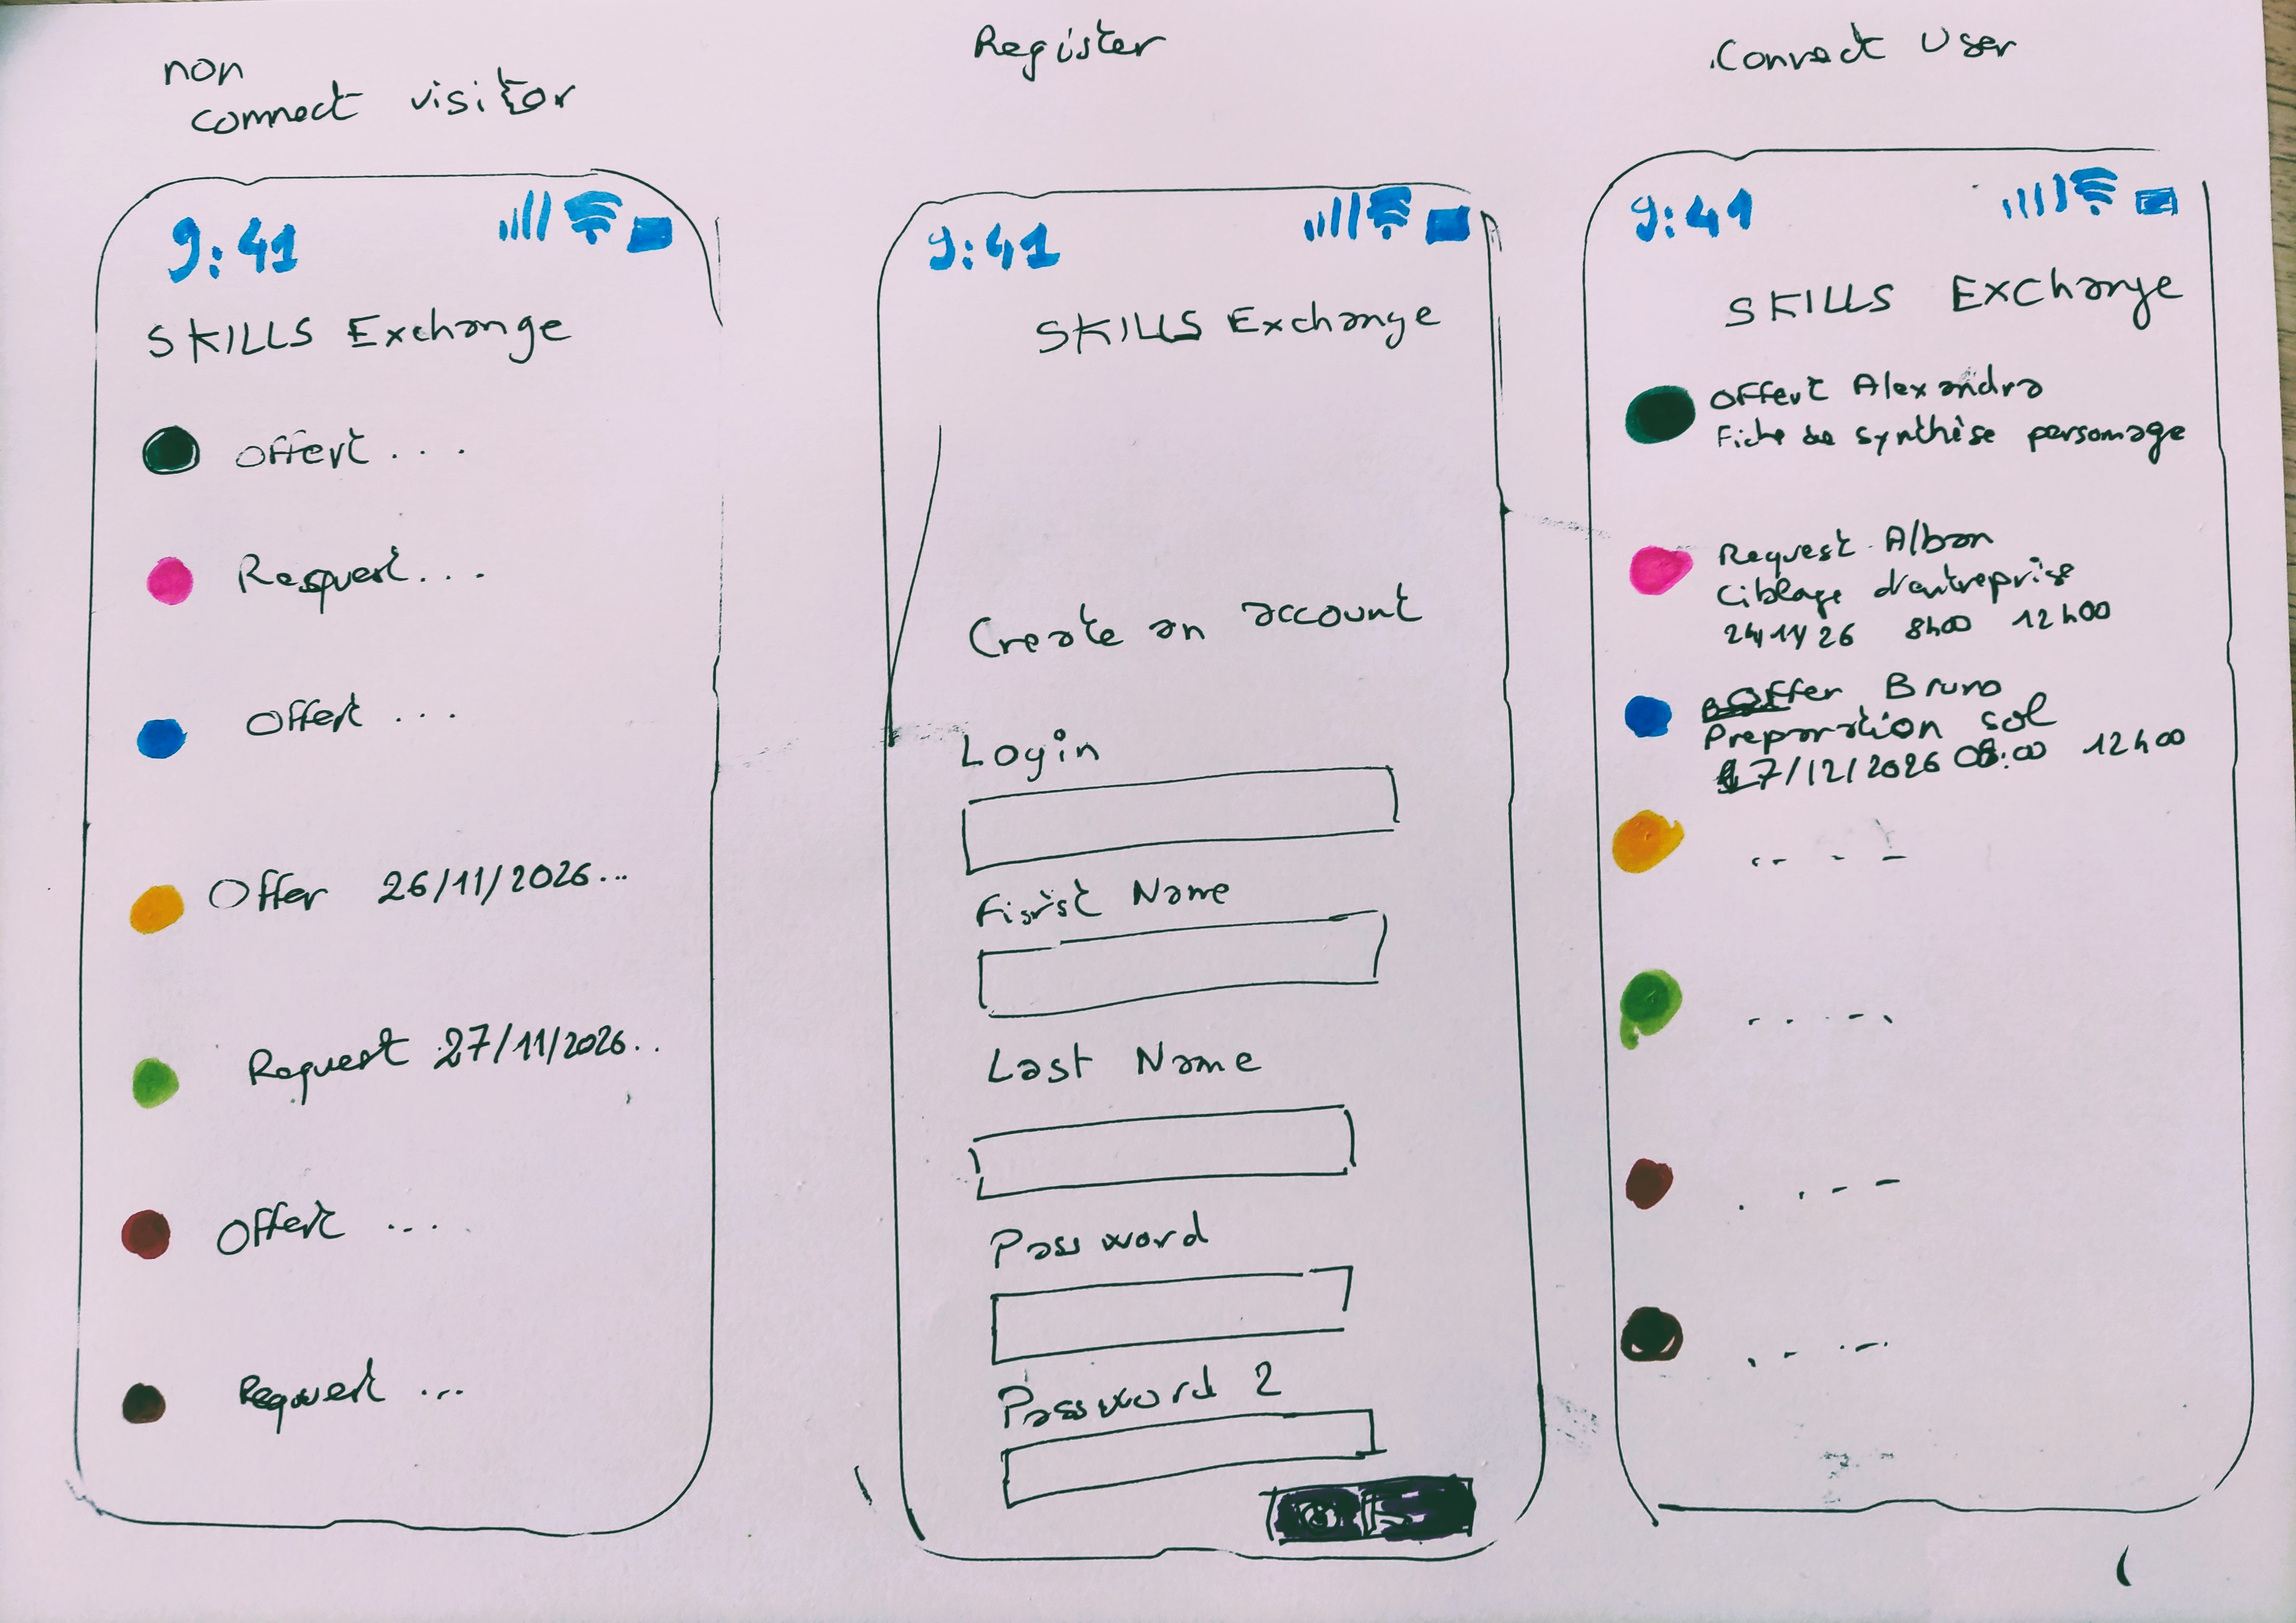 non
connect visitor
9:41
SKILLS Exchange
Offert ...
Request...
Offert ...
Offer 26/11/2026...
Request 27/11/2026..
Offert ...
Request ...
Register
9:41
SKILLS Exchange
Create an account
Login
First Name
Last Name
Password
Password 2
Connect User
9:41
SKILLS EXChange
Offert Alexandra
Fiche de synthèse personage
Request Alban
Ciblage d'entreprise
24/11/26 8h00 12h00
Offer Bruno
Preparation sol
17/12/2026 08:00 12h00